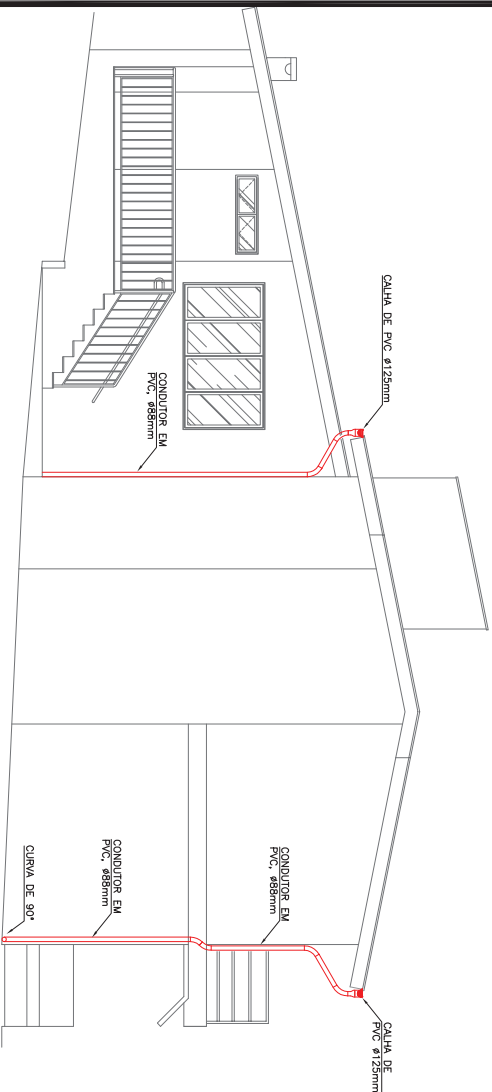 CALHA DE PVC ø125mm
CONDUTOR EM
PVC, ø88mm
CONDUTOR EM
PVC, ø88mm
CALHA DE
PVC ø125mm
CONDUTOR EM
PVC, ø88mm
CURVA DE 90°